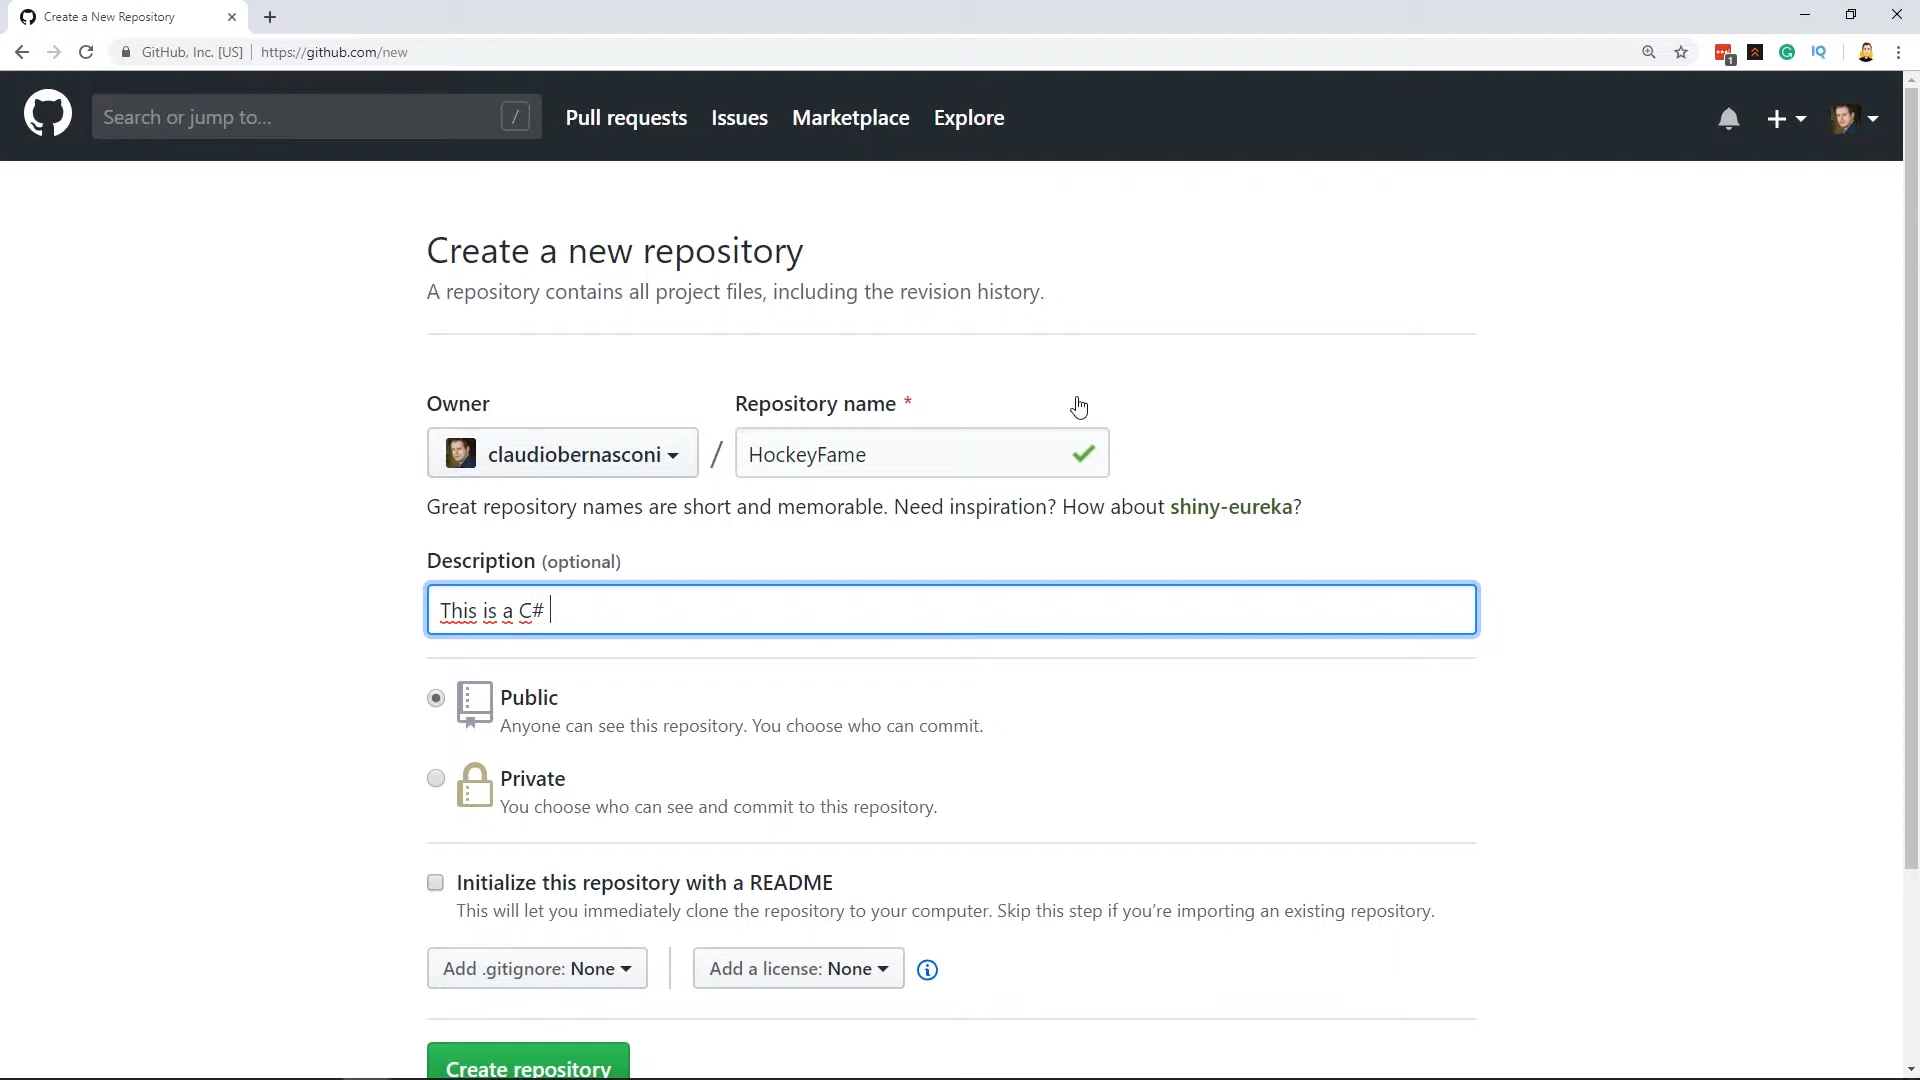 Create a New Repository
GitHub, Inc. [US] https://github.com/new
IQ
1
Search or jump to... /
Pull requests Issues Marketplace Explore
Create a new repository
A repository contains all project files, including the revision history.
Owner Repository name *
claudiobernasconi / HockeyFame
Great repository names are short and memorable. Need inspiration? How about shiny-eureka?
Description (optional)
This is a C#
Public
Anyone can see this repository. You choose who can commit.
Private
You choose who can see and commit to this repository.
Initialize this repository with a README
This will let you immediately clone the repository to your computer. Skip this step if you’re importing an existing repository.
Add .gitignore: None Add a license: None
Create repository